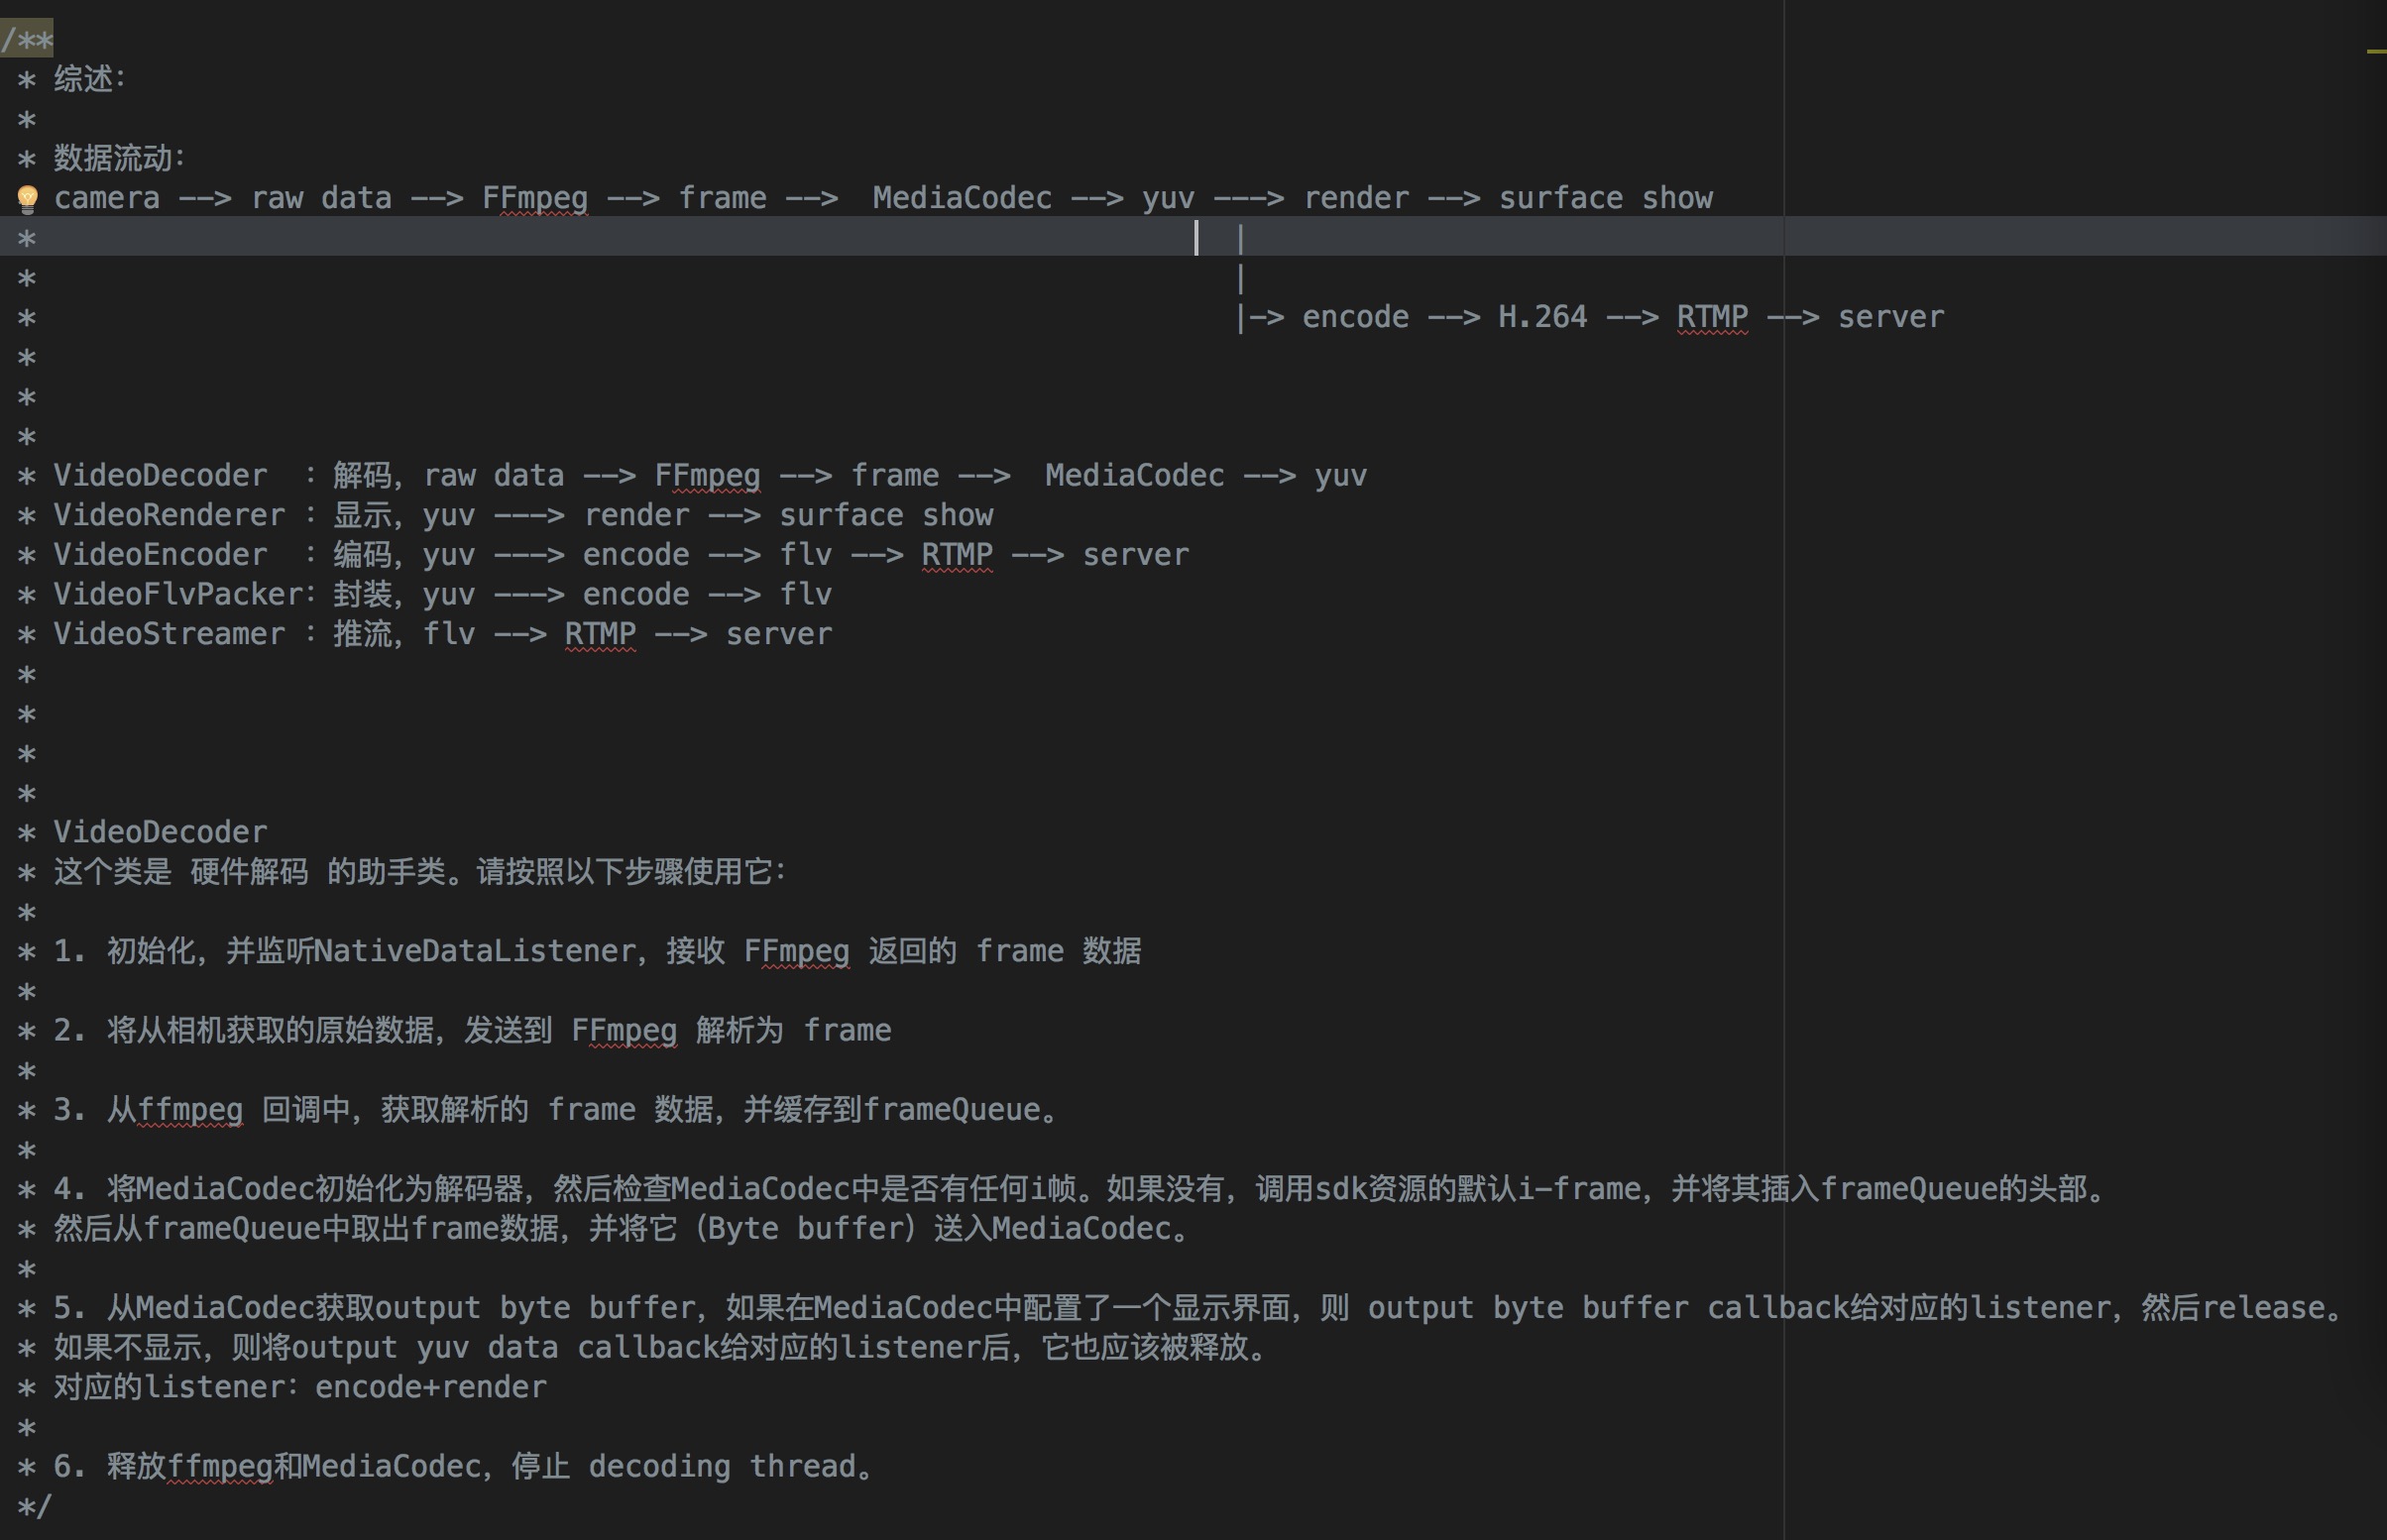 /**
* 综述：
*
* 数据流动：
camera --> raw data --> FFmpeg --> frame -->  MediaCodec --> yuv ---> render --> surface show
*                                                                  |
*                                                                  |
*                                                                  |-> encode --> H.264 --> RTMP --> server
*
*
*
* VideoDecoder  : 解码，raw data --> FFmpeg --> frame -->  MediaCodec --> yuv
* VideoRenderer : 显示，yuv ---> render --> surface show
* VideoEncoder  : 编码，yuv ---> encode --> flv --> RTMP --> server
* VideoFlvPacker: 封装，yuv ---> encode --> flv
* VideoStreamer : 推流，flv --> RTMP --> server
*
*
*
*
* VideoDecoder
* 这个类是 硬件解码 的助手类。请按照以下步骤使用它：
*
* 1. 初始化，并监听NativeDataListener，接收 FFmpeg 返回的 frame 数据
*
* 2. 将从相机获取的原始数据，发送到 FFmpeg 解析为 frame
*
* 3. 从ffmpeg 回调中，获取解析的 frame 数据，并缓存到frameQueue。
*
* 4. 将MediaCodec初始化为解码器，然后检查MediaCodec中是否有任何i帧。如果没有，调用sdk资源的默认i-frame，并将其插入frameQueue的头部。
* 然后从frameQueue中取出frame数据，并将它（Byte buffer）送入MediaCodec。
*
* 5. 从MediaCodec获取output byte buffer，如果在MediaCodec中配置了一个显示界面，则 output byte buffer callback给对应的listener，然后release。
* 如果不显示，则将output yuv data callback给对应的listener后，它也应该被释放。
* 对应的listener：encode+render
*
* 6. 释放ffmpeg和MediaCodec，停止 decoding thread。
*/